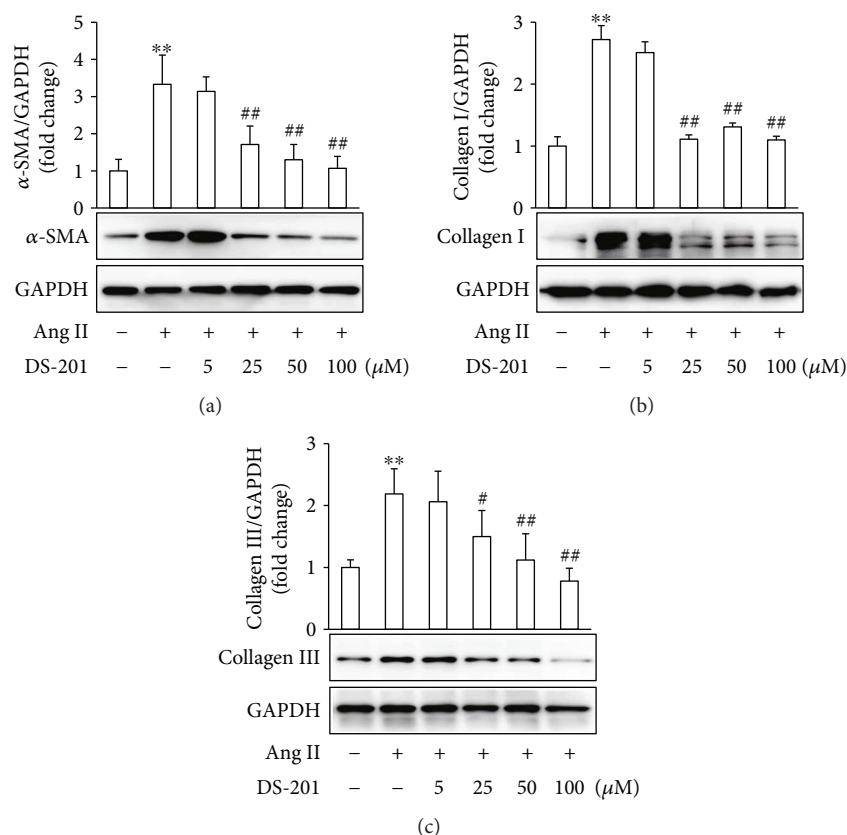 α-SMA/GAPDH
(fold change)
5
4
3
2
1
0
**
##
##
##
α-SMA
GAPDH
Ang II – + + + + +
DS-201 – – 5 25 50 100 (μM)
(a)
Collagen I/GAPDH
(fold change)
3
2
1
0
**
##
##
##
Collagen I
GAPDH
Ang II – + + + + +
DS-201 – – 5 25 50 100 (μM)
(b)
Collagen III/GAPDH
(fold change)
3
2
1
0
**
#
##
##
Collagen III
GAPDH
Ang II – + + + + +
DS-201 – – 5 25 50 100 (μM)
(c)